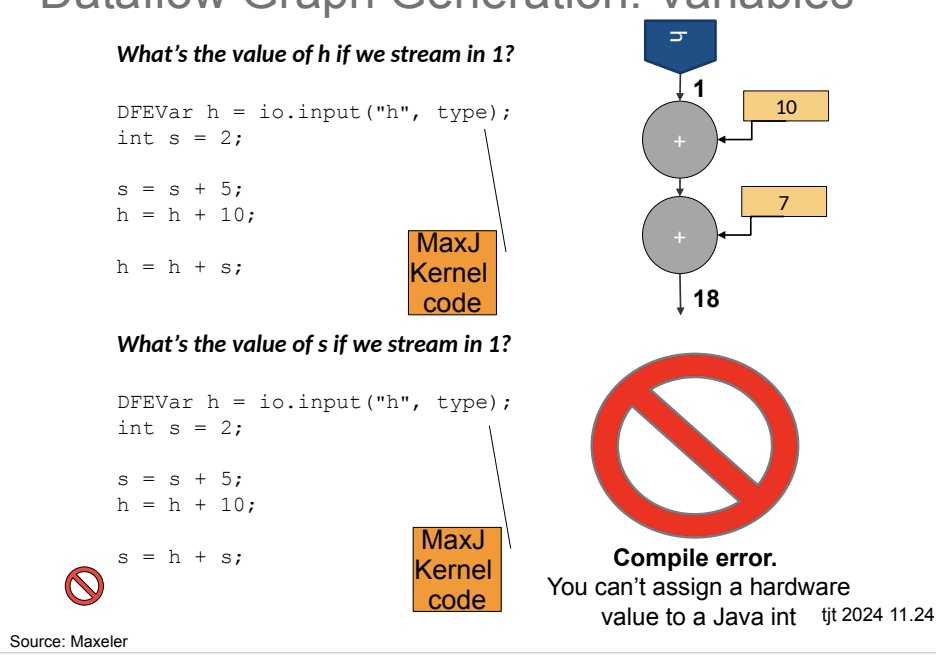 Dataflow Graph Generation: Variables
What's the value of h if we stream in 1?
DFEVar h = io.input("h", type);
int s = 2;
s = s + 5;
h = h + 10;
h = h + s;
MaxJ
Kernel
code
h
1
10
+
7
+
18
What's the value of s if we stream in 1?
DFEVar h = io.input("h", type);
int s = 2;
s = s + 5;
h = h + 10;
s = h + s;
MaxJ
Kernel
code
Compile error.
You can't assign a hardware
value to a Java int
tjt 2024 11.24
Source: Maxeler